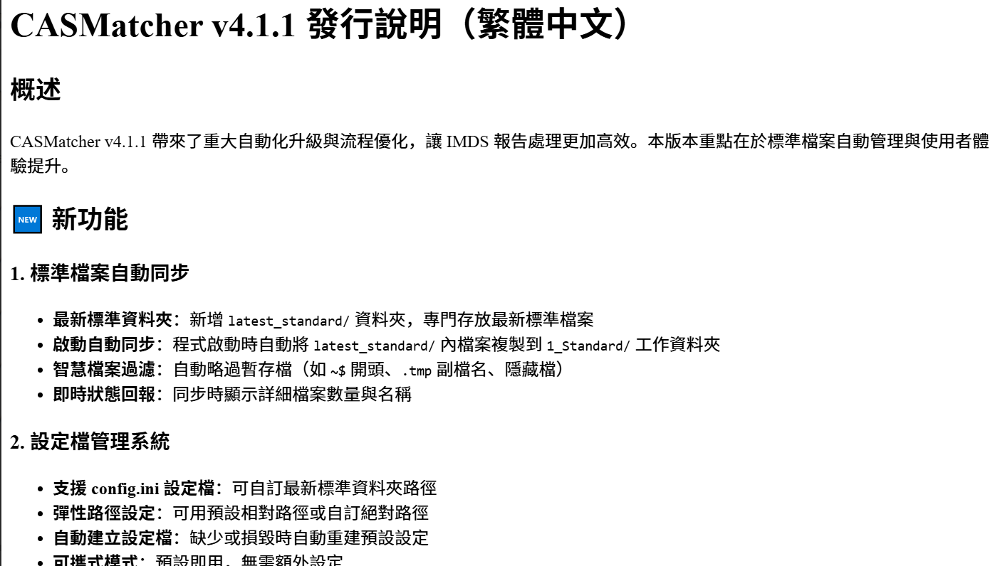 CASMatcher v4.1.1 發行說明（繁體中文）
概述
CASMatcher v4.1.1 帶來了重大自動化升級與流程優化，讓 IMDS 報告處理更加高效。本版本重點在於標準檔案自動管理與使用者體
驗提升。
NEW 新功能
1. 標準檔案自動同步
• 最新標準資料夾：新增 latest_standard/ 資料夾，專門存放最新標準檔案
• 啟動自動同步：程式啟動時自動將 latest_standard/ 內檔案複製到 1_Standard/ 工作資料夾
• 智慧檔案過濾：自動略過暫存檔（如 ~$ 開頭、.tmp 副檔名、隱藏檔）
• 即時狀態回報：同步時顯示詳細檔案數量與名稱
2. 設定檔管理系統
• 支援 config.ini 設定檔：可自訂最新標準資料夾路徑
• 彈性路徑設定：可用預設相對路徑或自訂絕對路徑
• 自動建立設定檔：缺少或損毀時自動重建預設設定
• 可攜式模式：預設即用，無需額外設定